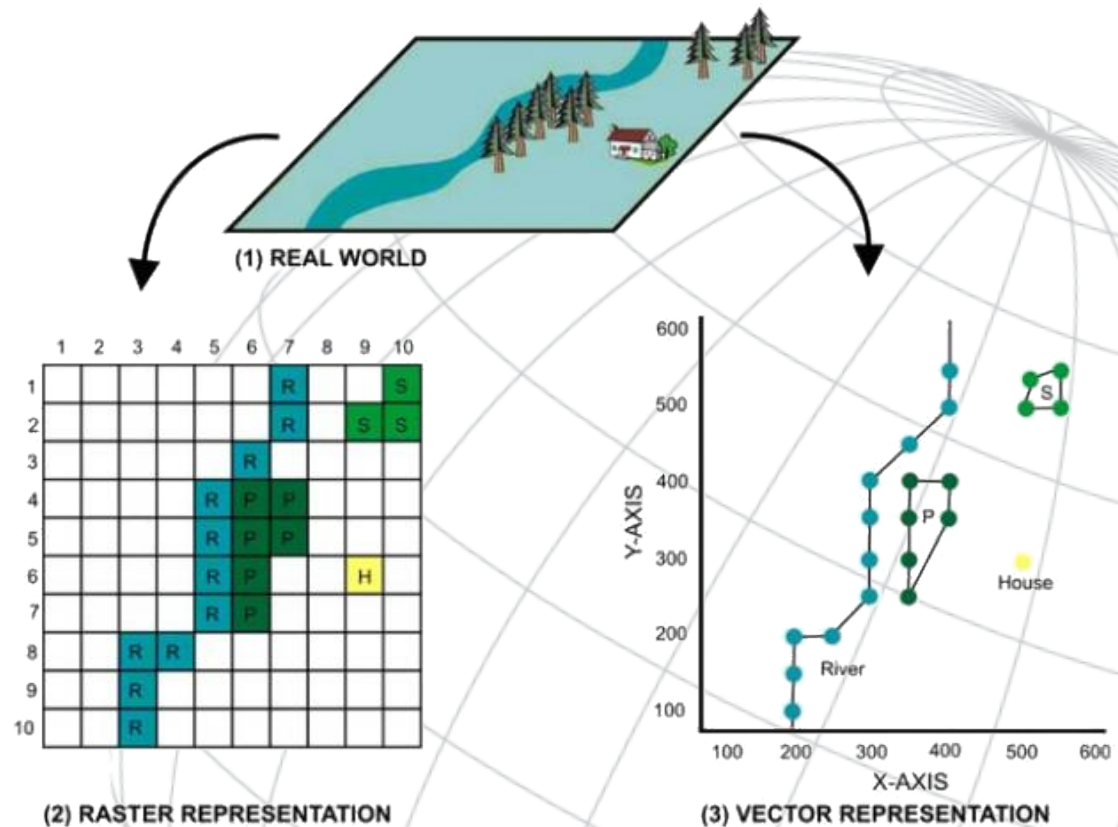 (1) REAL WORLD
1 2 3 4 5 6 7 8 9 10
1 R S
2 R S S
3 R
4 R P P
5 R P P
6 R P H
7 R P
8 R R
9 R
10 R
(2) RASTER REPRESENTATION
600
500
400
300
200
100
Y-AXIS
S
P
House
River
100 200 300 400 500 600
X-AXIS
(3) VECTOR REPRESENTATION